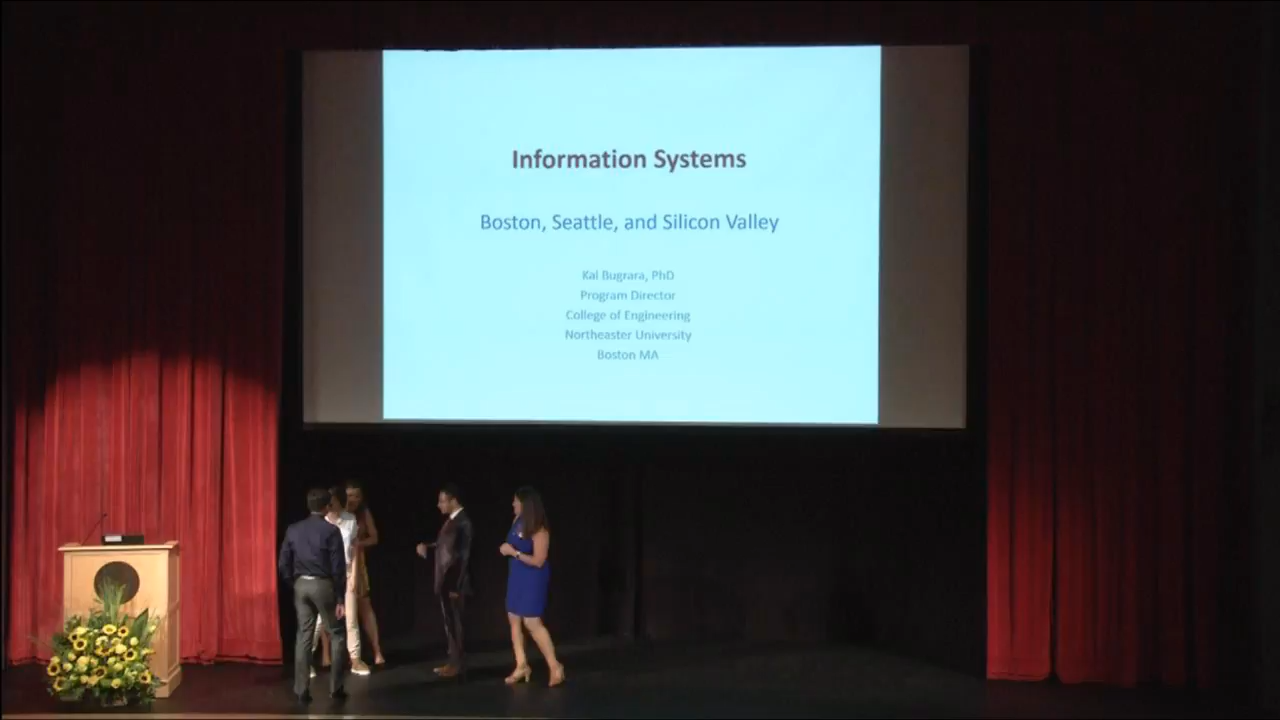 Information Systems
Boston, Seattle, and Silicon Valley
Kal Bugrara, PhD
Program Director
College of Engineering
Northeaster University
Boston MA